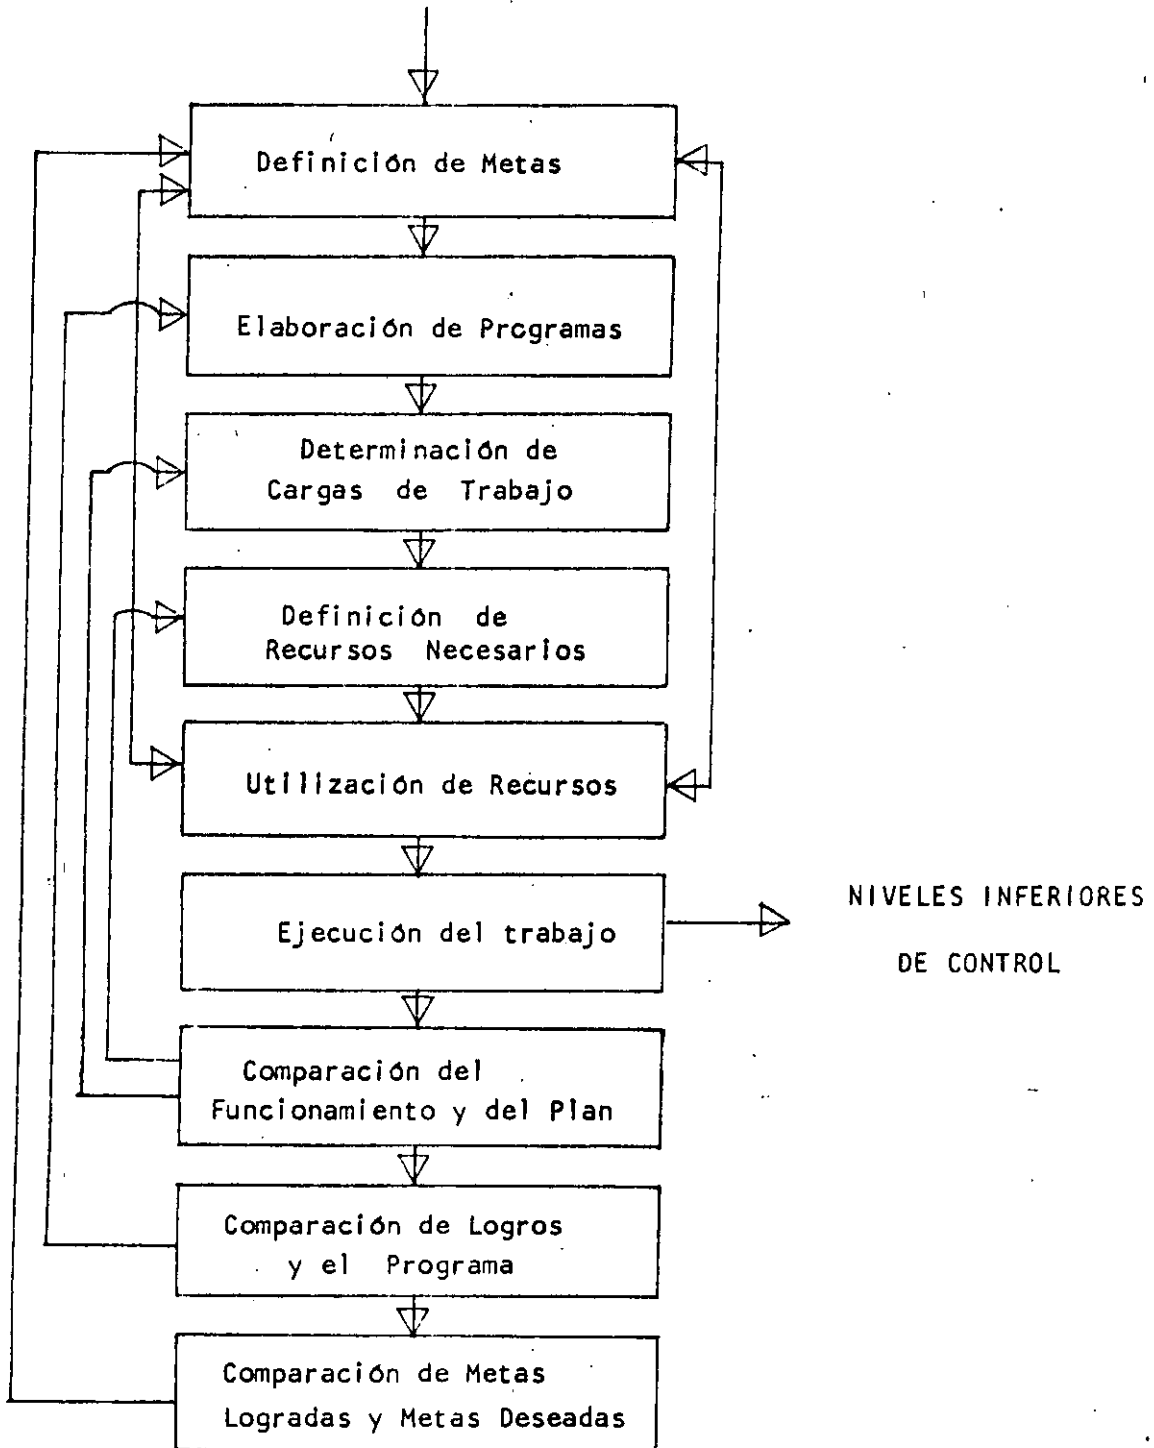 Definición de Metas
Elaboración de Programas
Determinación de
Cargas de Trabajo
Definición de
Recursos Necesarios
Utilización de Recursos
Ejecución del trabajo
NIVELES INFERIORES
DE CONTROL
Comparación del
Funcionamiento y del Plan
Comparación de Logros
y el Programa
Comparación de Metas
Logradas y Metas Deseadas